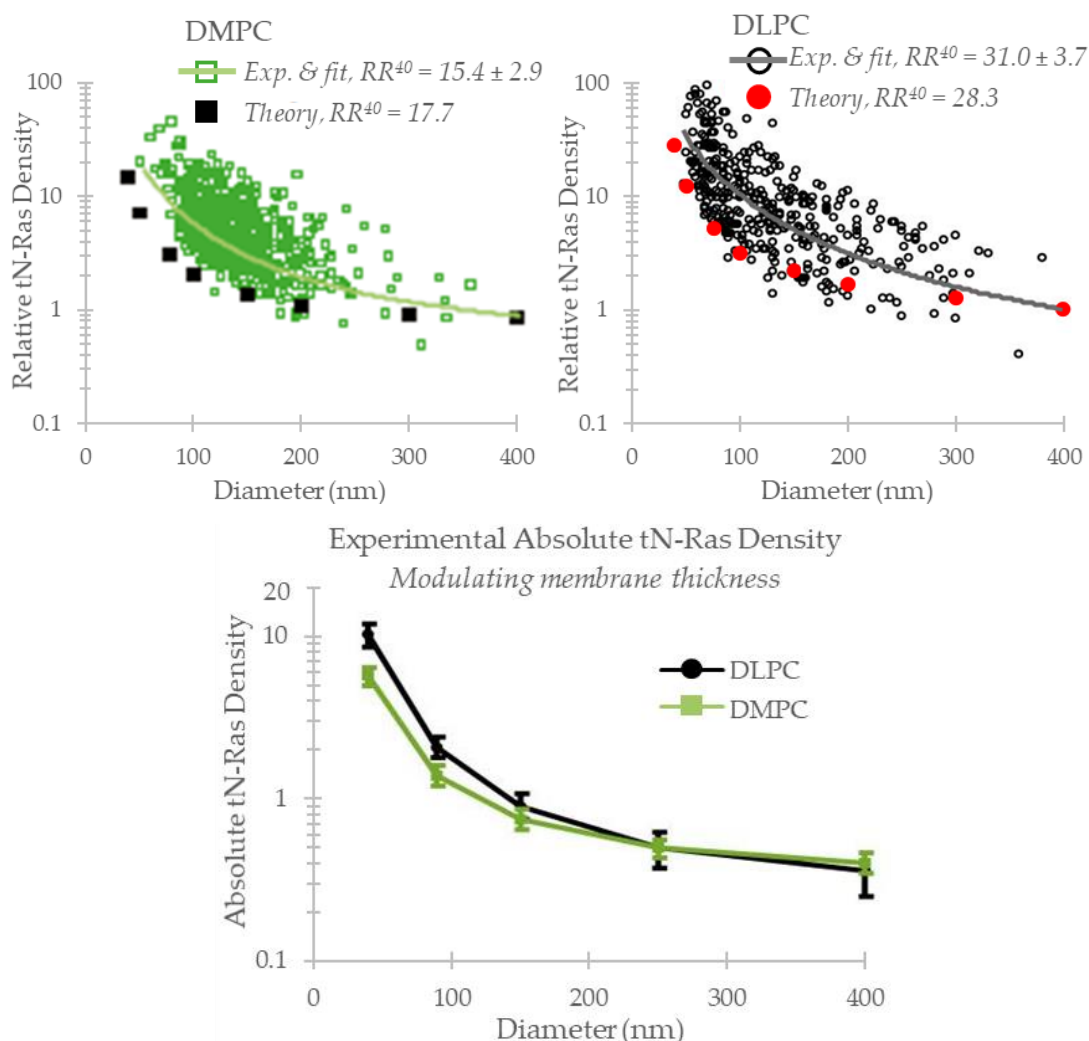 DMPC
Exp. & fit, RR⁴⁰ = 15.4 ± 2.9
Theory, RR⁴⁰ = 17.7
Relative tN-Ras Density
100
10
1
0.1
0
100
200
300
400
Diameter (nm)
DLPC
Exp. & fit, RR⁴⁰ = 31.0 ± 3.7
Theory, RR⁴⁰ = 28.3
Relative tN-Ras Density
100
10
1
0.1
0
100
200
300
400
Diameter (nm)
Experimental Absolute tN-Ras Density
Modulating membrane thickness
Absolute tN-Ras Density
20
10
1
0.1
DLPC
DMPC
0
100
200
300
400
Diameter (nm)